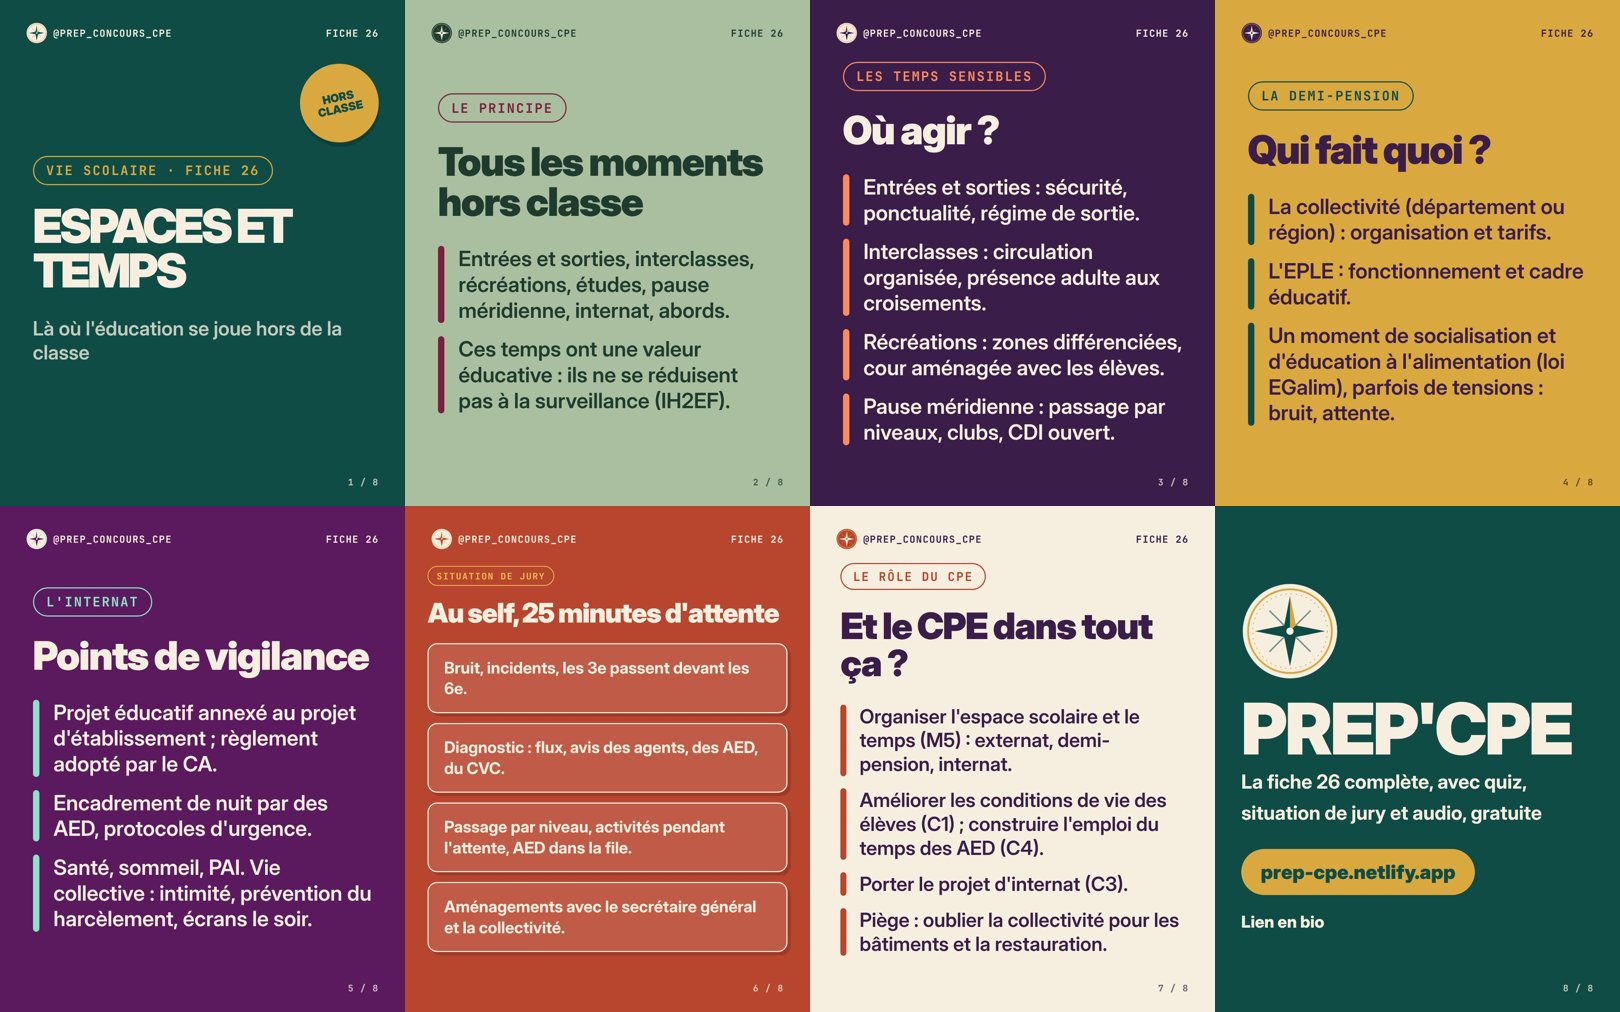 @PREP_CONCOURS_CPE
FICHE 26
HORS
CLASSE
VIE SCOLAIRE · FICHE 26
ESPACES ET
TEMPS
Là où l'éducation se joue hors de la
classe
1 / 8
@PREP_CONCOURS_CPE
FICHE 26
LE PRINCIPE
Tous les moments
hors classe
Entrées et sorties, interclasses,
récréations, études, pause
méridienne, internat, abords.
Ces temps ont une valeur
éducative : ils ne se réduisent
pas à la surveillance (IH2EF).
2 / 8
@PREP_CONCOURS_CPE
FICHE 26
LES TEMPS SENSIBLES
Où agir ?
Entrées et sorties : sécurité,
ponctualité, régime de sortie.
Interclasses : circulation
organisée, présence adulte aux
croisements.
Récréations : zones différenciées,
cour aménagée avec les élèves.
Pause méridienne : passage par
niveaux, clubs, CDI ouvert.
3 / 8
@PREP_CONCOURS_CPE
FICHE 26
LA DEMI-PENSION
Qui fait quoi ?
La collectivité (département ou
région) : organisation et tarifs.
L'EPLE : fonctionnement et cadre
éducatif.
Un moment de socialisation et
d'éducation à l'alimentation (loi
EGalim), parfois de tensions :
bruit, attente.
4 / 8
@PREP_CONCOURS_CPE
FICHE 26
L'INTERNAT
Points de vigilance
Projet éducatif annexé au projet
d'établissement ; règlement
adopté par le CA.
Encadrement de nuit par des
AED, protocoles d'urgence.
Santé, sommeil, PAI. Vie
collective : intimité, prévention du
harcèlement, écrans le soir.
5 / 8
@PREP_CONCOURS_CPE
FICHE 26
SITUATION DE JURY
Au self, 25 minutes d'attente
Bruit, incidents, les 3e passent devant les
6e.
Diagnostic : flux, avis des agents, des AED,
du CVC.
Passage par niveau, activités pendant
l'attente, AED dans la file.
Aménagements avec le secrétaire général
et la collectivité.
6 / 8
@PREP_CONCOURS_CPE
FICHE 26
LE RÔLE DU CPE
Et le CPE dans tout
ça ?
Organiser l'espace scolaire et le
temps (M5) : externat, demi-
pension, internat.
Améliorer les conditions de vie des
élèves (C1) ; construire l'emploi du
temps des AED (C4).
Porter le projet d'internat (C3).
Piège : oublier la collectivité pour les
bâtiments et la restauration.
7 / 8
PREP'CPE
La fiche 26 complète, avec quiz,
situation de jury et audio, gratuite
prep-cpe.netlify.app
Lien en bio
8 / 8